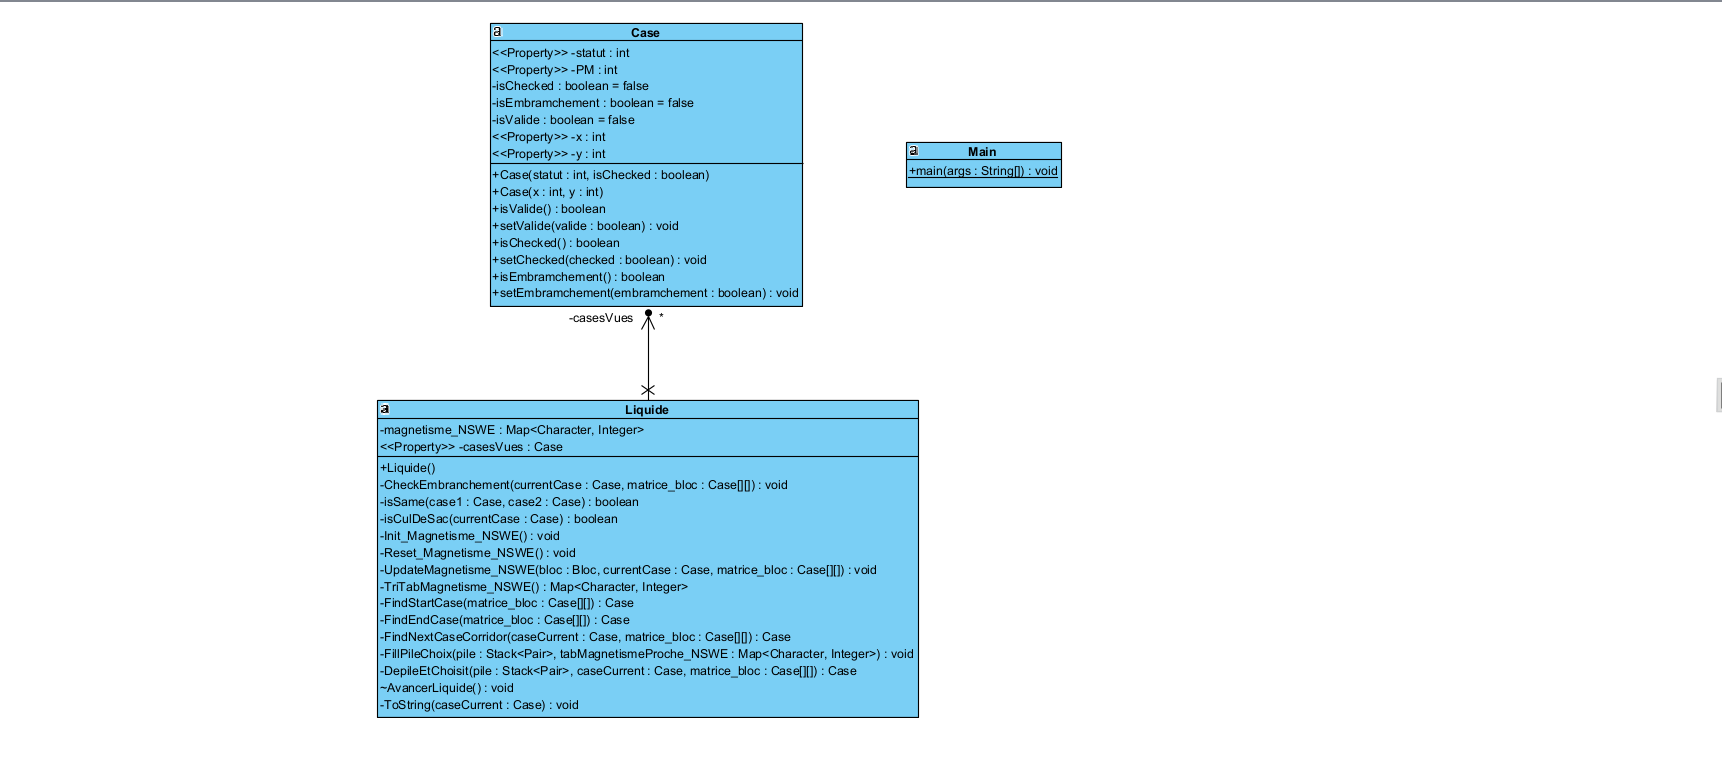 a Case
<<Property>> -statut : int
<<Property>> -PM : int
-isChecked : boolean = false
-isEmbramchement : boolean = false
-isValide : boolean = false
<<Property>> -x : int
<<Property>> -y : int
+Case(statut : int, isChecked : boolean)
+Case(x : int, y : int)
+isValide() : boolean
+setValide(valide : boolean) : void
+isChecked() : boolean
+setChecked(checked : boolean) : void
+isEmbramchement() : boolean
+setEmbramchement(embramchement : boolean) : void
a Main
+main(args : String[]) : void
-casesVues *
a Liquide
-magnetisme_NSWE : Map<Character, Integer>
<<Property>> -casesVues : Case
+Liquide()
-CheckEmbranchement(currentCase : Case, matrice_bloc : Case[][]) : void
-isSame(case1 : Case, case2 : Case) : boolean
-isCulDeSac(currentCase : Case) : boolean
-Init_Magnetisme_NSWE() : void
-Reset_Magnetisme_NSWE() : void
-UpdateMagnetisme_NSWE(bloc : Bloc, currentCase : Case, matrice_bloc : Case[][]) : void
-TriTabMagnetisme_NSWE() : Map<Character, Integer>
-FindStartCase(matrice_bloc : Case[][]) : Case
-FindEndCase(matrice_bloc : Case[][]) : Case
-FindNextCaseCorridor(caseCurrent : Case, matrice_bloc : Case[][]) : Case
-FillPileChoix(pile : Stack<Pair>, tabMagnetismeProche_NSWE : Map<Character, Integer>) : void
-DepileEtChoisit(pile : Stack<Pair>, caseCurrent : Case, matrice_bloc : Case[][]) : Case
~AvancerLiquide() : void
-ToString(caseCurrent : Case) : void